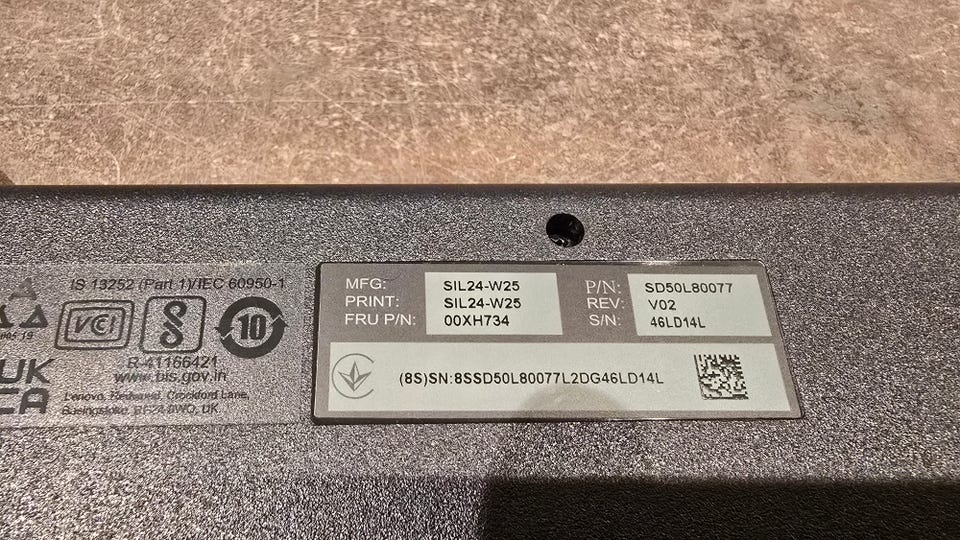 IS 13252 (Part 1)/IEC 60950-1
VCI
10
R-41166421
www.bis.gov.in
UK
CA
Lenovo, Redwood, Crockford Lane,
Basingstoke, RG24 8WQ, UK
MFG: SIL24-W25
PRINT: SIL24-W25
FRU P/N: 00XH734
P/N: SD50L80077
REV: V02
S/N: 46LD14L
(8S)SN:8SSD50L80077L2DG46LD14L